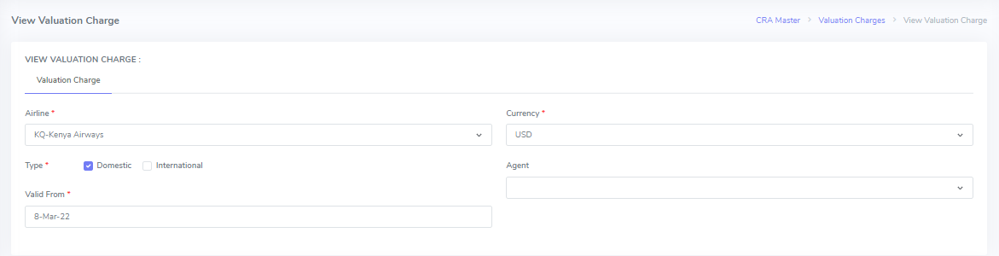 View Valuation Charge
CRA Master > Valuation Charges > View Valuation Charge
VIEW VALUATION CHARGE :
Valuation Charge
Airline *
Currency *
KQ-Kenya Airways
USD
Type * Domestic International
Agent
Valid From *
8-Mar-22